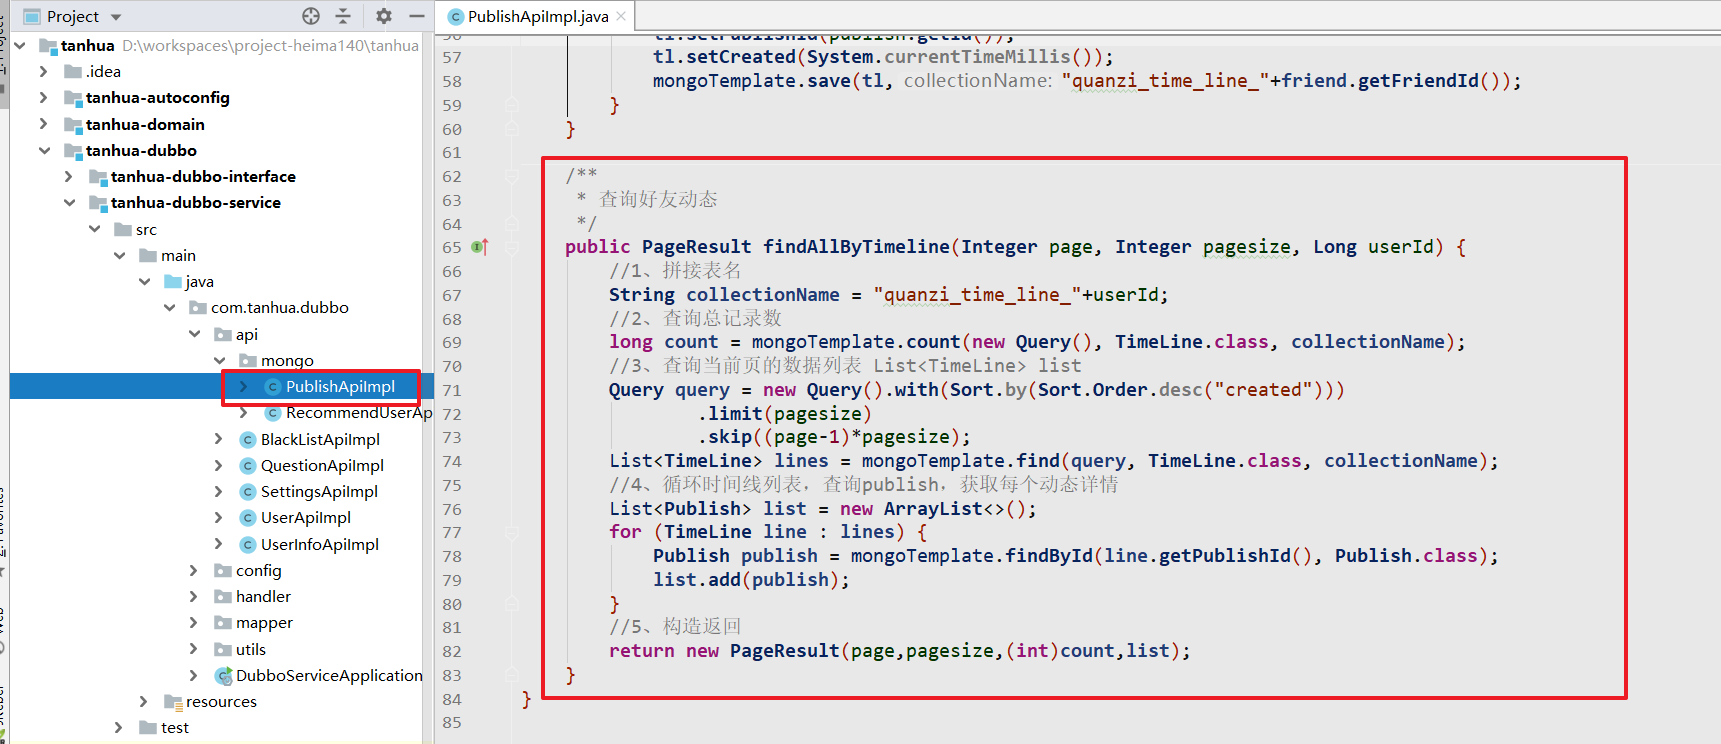 Project
tanhua D:\workspaces\project-heima140\tanhua
.idea
tanhua-autoconfig
tanhua-domain
tanhua-dubbo
tanhua-dubbo-interface
tanhua-dubbo-service
src
main
java
com.tanhua.dubbo
api
mongo
PublishApiImpl
RecommendUserAp
BlackListApiImpl
QuestionApiImpl
SettingsApiImpl
UserApiImpl
UserInfoApiImpl
config
handler
mapper
utils
DubboServiceApplication
resources
test
PublishApiImpl.java
56 tl.setPublishId(publish.getId());
57 tl.setCreated(System.currentTimeMillis());
58 mongoTemplate.save(tl, collectionName: "quanzi_time_line_"+friend.getFriendId());
59 }
60 }
61
62 /**
63 * 查询好友动态
64 */
65 public PageResult findAllByTimeline(Integer page, Integer pagesize, Long userId) {
66 //1、拼接表名
67 String collectionName = "quanzi_time_line_"+userId;
68 //2、查询总记录数
69 long count = mongoTemplate.count(new Query(), TimeLine.class, collectionName);
70 //3、查询当前页的数据列表 List<TimeLine> list
71 Query query = new Query().with(Sort.by(Sort.Order.desc("created")))
72 .limit(pagesize)
73 .skip((page-1)*pagesize);
74 List<TimeLine> lines = mongoTemplate.find(query, TimeLine.class, collectionName);
75 //4、循环时间线列表，查询publish，获取每个动态详情
76 List<Publish> list = new ArrayList<>();
77 for (TimeLine line : lines) {
78 Publish publish = mongoTemplate.findById(line.getPublishId(), Publish.class);
79 list.add(publish);
80 }
81 //5、构造返回
82 return new PageResult(page,pagesize,(int)count,list);
83 }
84 }
85